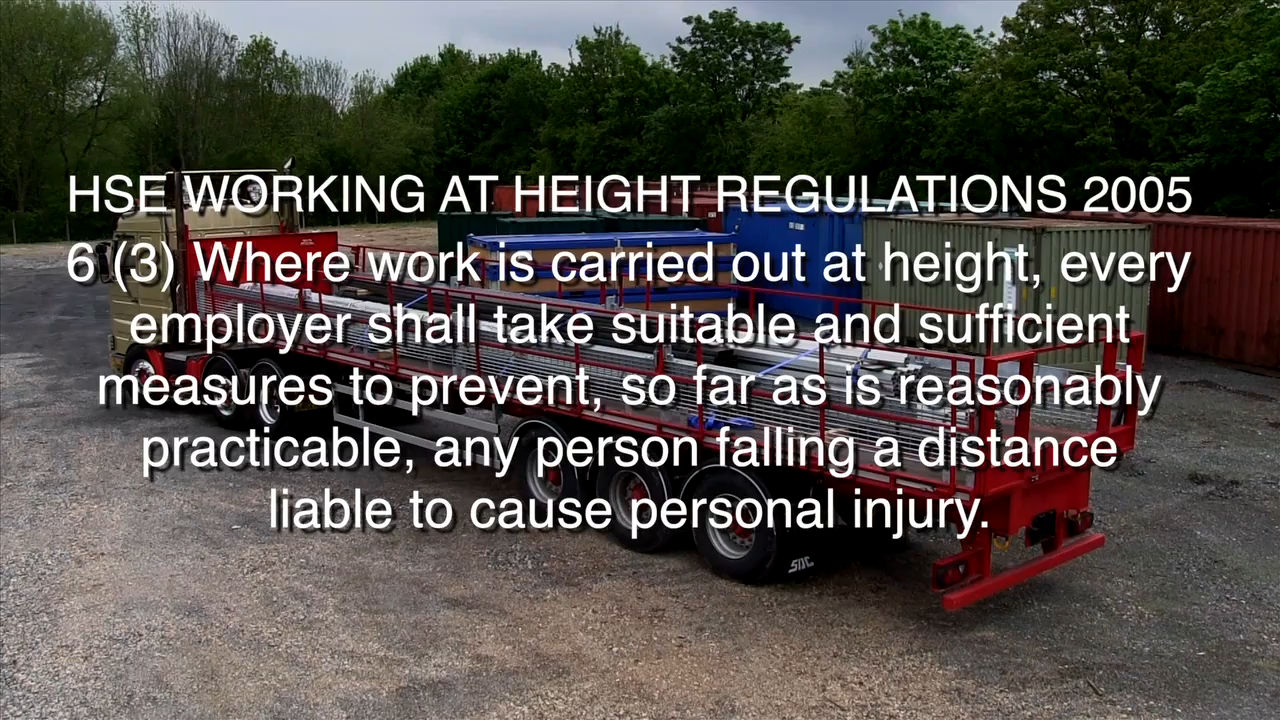 HSE WORKING AT HEIGHT REGULATIONS 2005
6 (3) Where work is carried out at height, every
employer shall take suitable and sufficient
measures to prevent, so far as is reasonably
practicable, any person falling a distance
liable to cause personal injury.
SDC